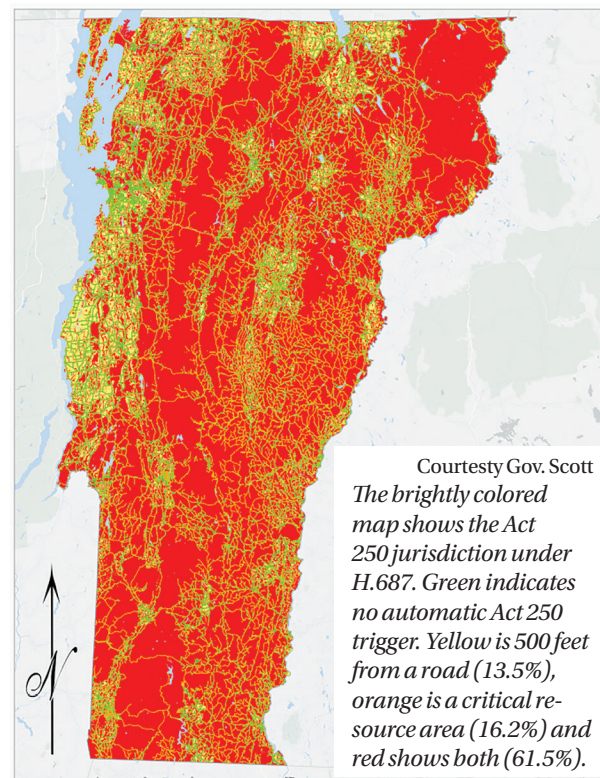 Courtesty Gov. Scott
The brightly colored
map shows the Act
250 jurisdiction under
H.687. Green indicates
no automatic Act 250
trigger. Yellow is 500 feet
from a road (13.5%),
orange is a critical re-
source area (16.2%) and
red shows both (61.5%).
N